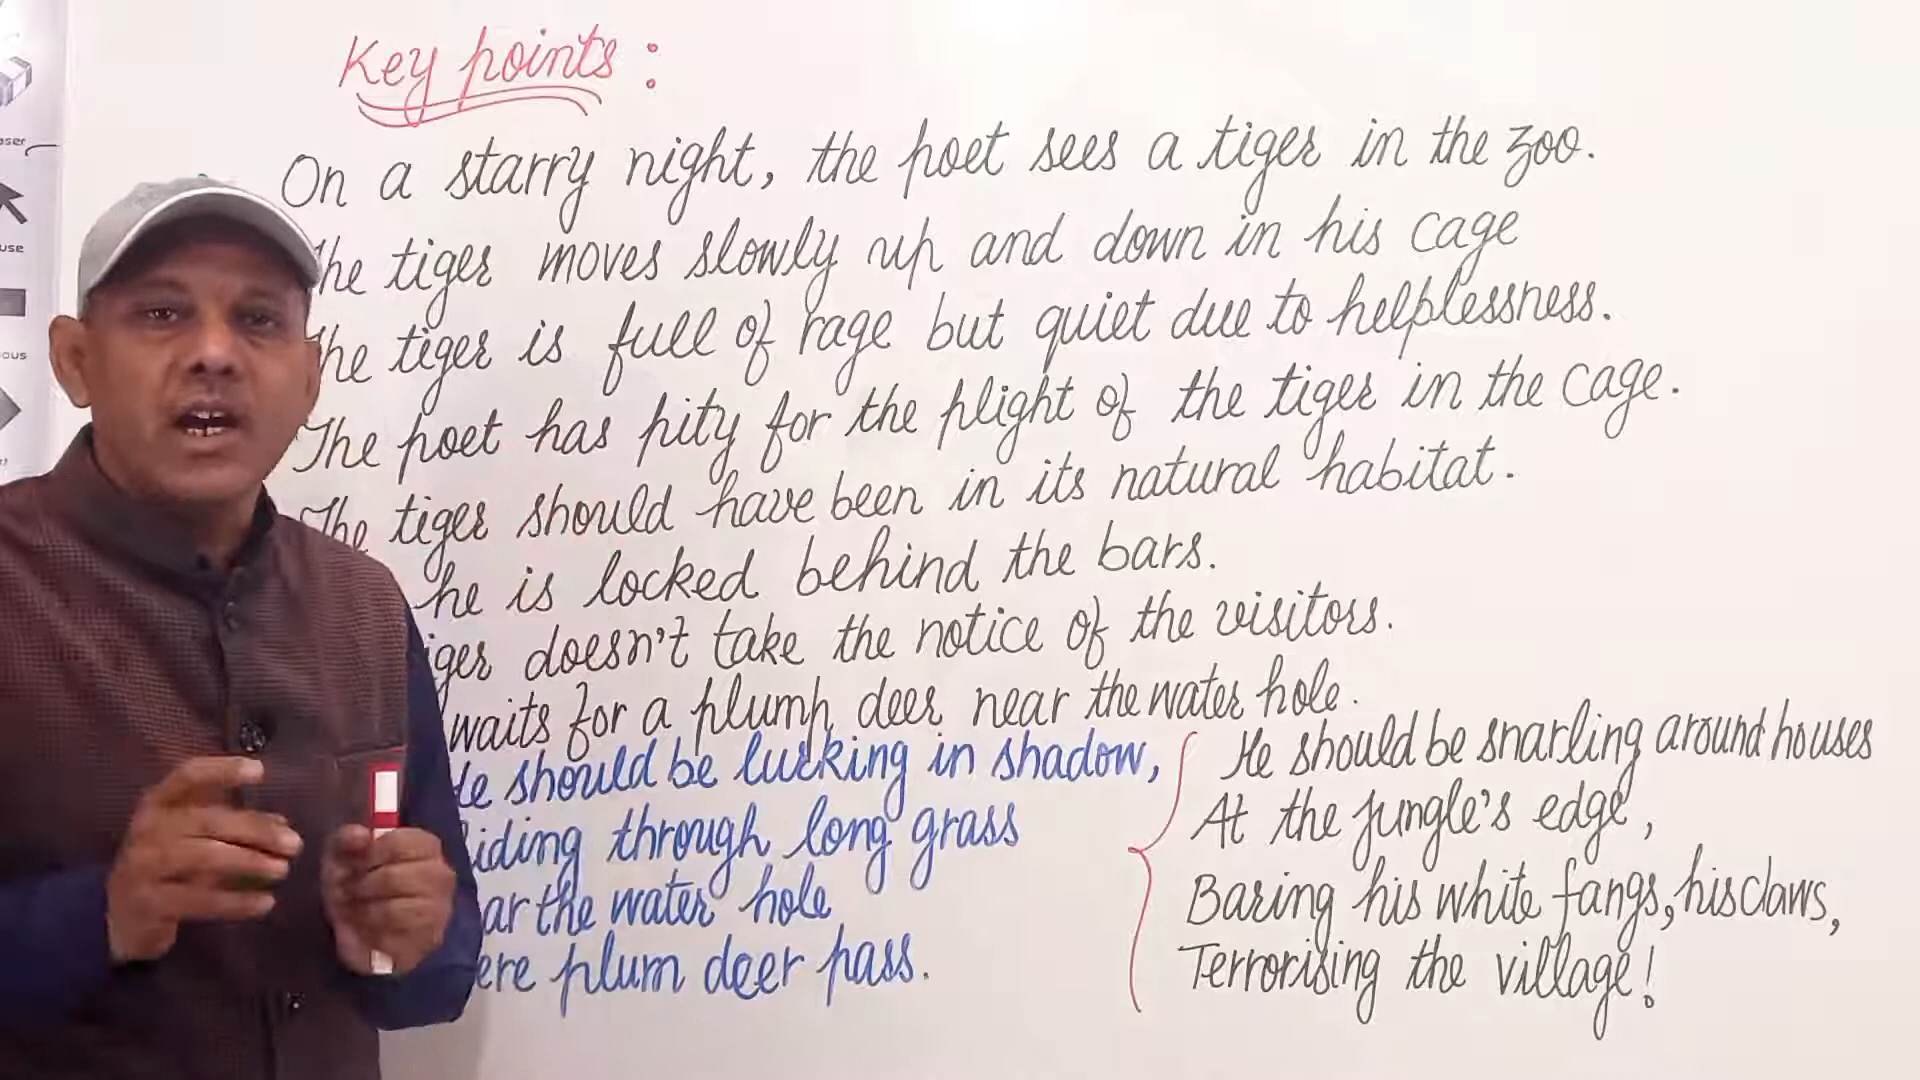 Key points :
On a starry night, the poet sees a tiger in the zoo.
The tiger moves slowly up and down in his cage
The tiger is full of rage but quiet due to helplessness.
The poet has pity for the plight of the tiger in the cage.
The tiger should have been in its natural habitat.
he is locked behind the bars.
iger doesn't take the notice of the visitors.
waits for a plump deer near the water hole.
He should be lurking in shadow,
liding through long grass
ar the water hole
ere plum deer pass.
He should be snarling around houses
At the jungle's edge,
Baring his white fangs, his claws,
Terrorising the village!